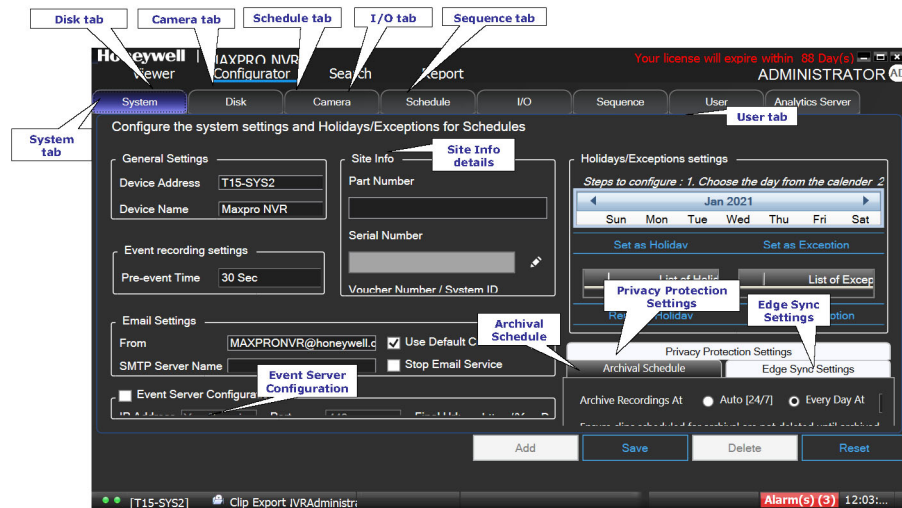 Disk tab
Camera tab
Schedule tab
I/O tab
Sequence tab
Honeywell
MAXPRO NVR
Your license will expire within 88 Day(s)
Viewer Configurator Search Report
ADMINISTRATOR
System Disk Camera Schedule I/O Sequence User Analytics Server
User tab
System tab
Configure the system settings and Holidays/Exceptions for Schedules
Site Info details
General Settings
Device Address T15-SYS2
Device Name Maxpro NVR
Site Info
Part Number
Serial Number
Voucher Number / System ID
Holidays/Exceptions settings
Steps to configure : 1. Choose the day from the calender 2
Jan 2021
Sun Mon Tue Wed Thu Fri Sat
Set as Holiday Set as Exception
Event recording settings
Pre-event Time 30 Sec
List of
List of Excep
Privacy Protection Settings
Edge Sync Settings
Email Settings
From MAXPRONVR@honeywell.c
Use Default
SMTP Server Name
Stop Email Service
Archival Schedule
Event Server Configuration
Event Server
Privacy Protection Settings
Archival Schedule Edge Sync Settings
Archive Recordings At Auto [24/7] Every Day At
Add Save Delete Reset
[T15-SYS2] Clip Export
Alarm(s) (3) 12:03:...